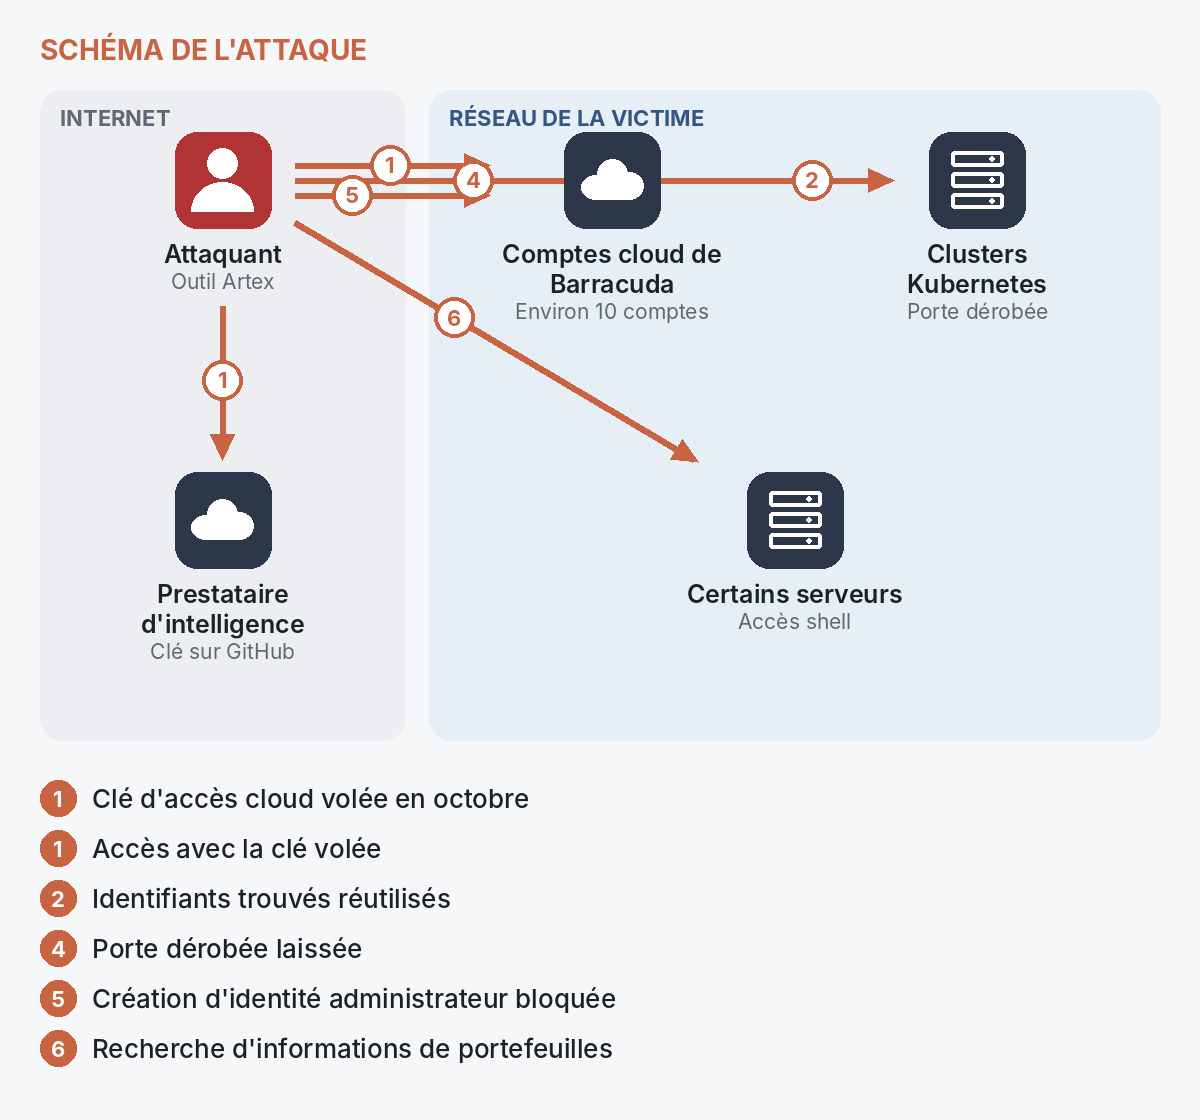 SCHÉMA DE L'ATTAQUE
INTERNET
RÉSEAU DE LA VICTIME
1
4
5
2
Attaquant
Outil Artex
Comptes cloud de
Barracuda
Environ 10 comptes
Clusters
Kubernetes
Porte dérobée
6
1
Prestataire
d'intelligence
Clé sur GitHub
Certains serveurs
Accès shell
1 Clé d'accès cloud volée en octobre
1 Accès avec la clé volée
2 Identifiants trouvés réutilisés
4 Porte dérobée laissée
5 Création d'identité administrateur bloquée
6 Recherche d'informations de portefeuilles